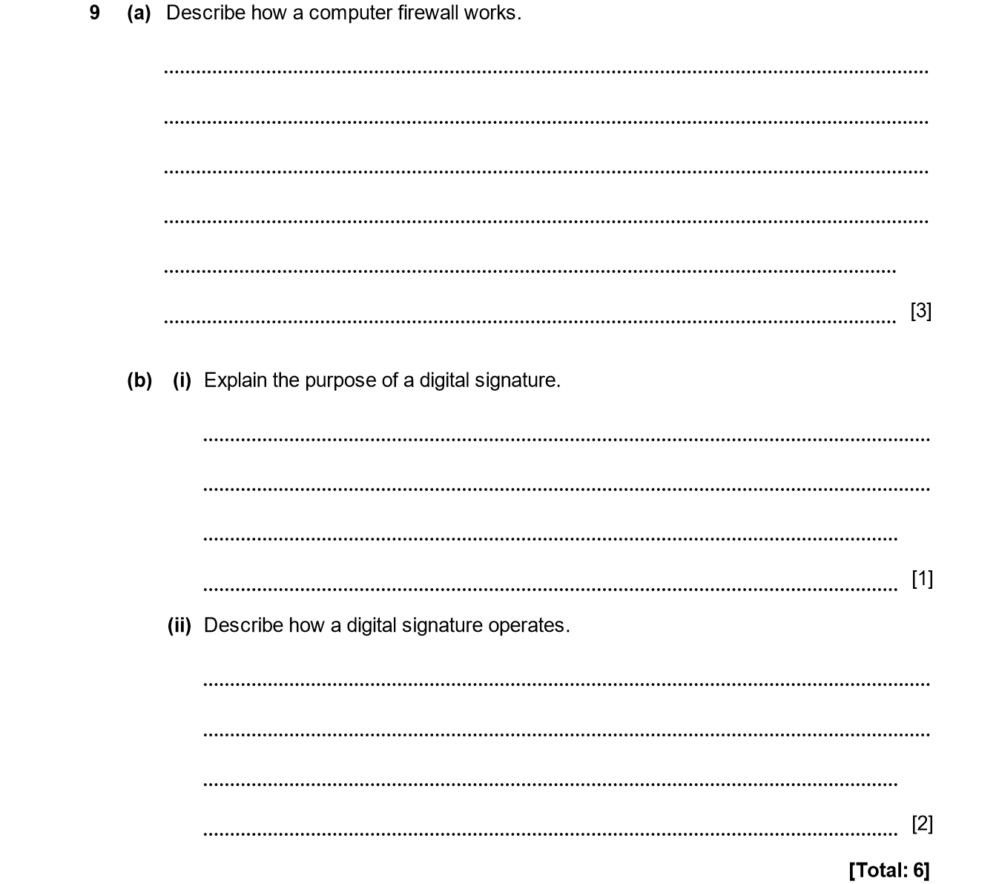 9 (a) Describe how a computer firewall works.
[3]
(b) (i) Explain the purpose of a digital signature.
[1]
(ii) Describe how a digital signature operates.
[2]
[Total: 6]